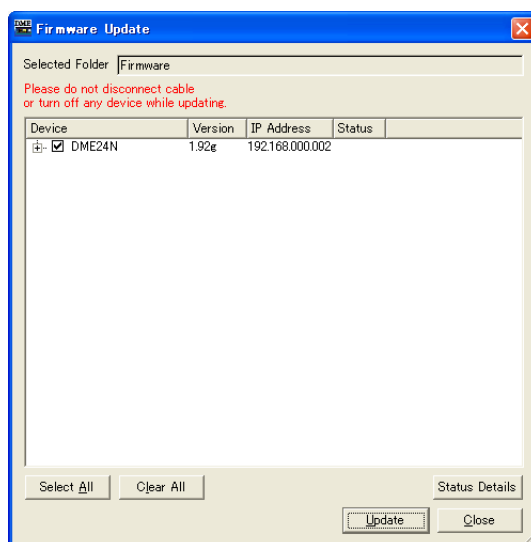 DME Firmware Update
Selected Folder Firmware
Please do not disconnect cable
or turn off any device while updating.
Device Version IP Address Status
DME24N 1.92g 192.168.000.002
Select All Clear All Status Details
Update Close